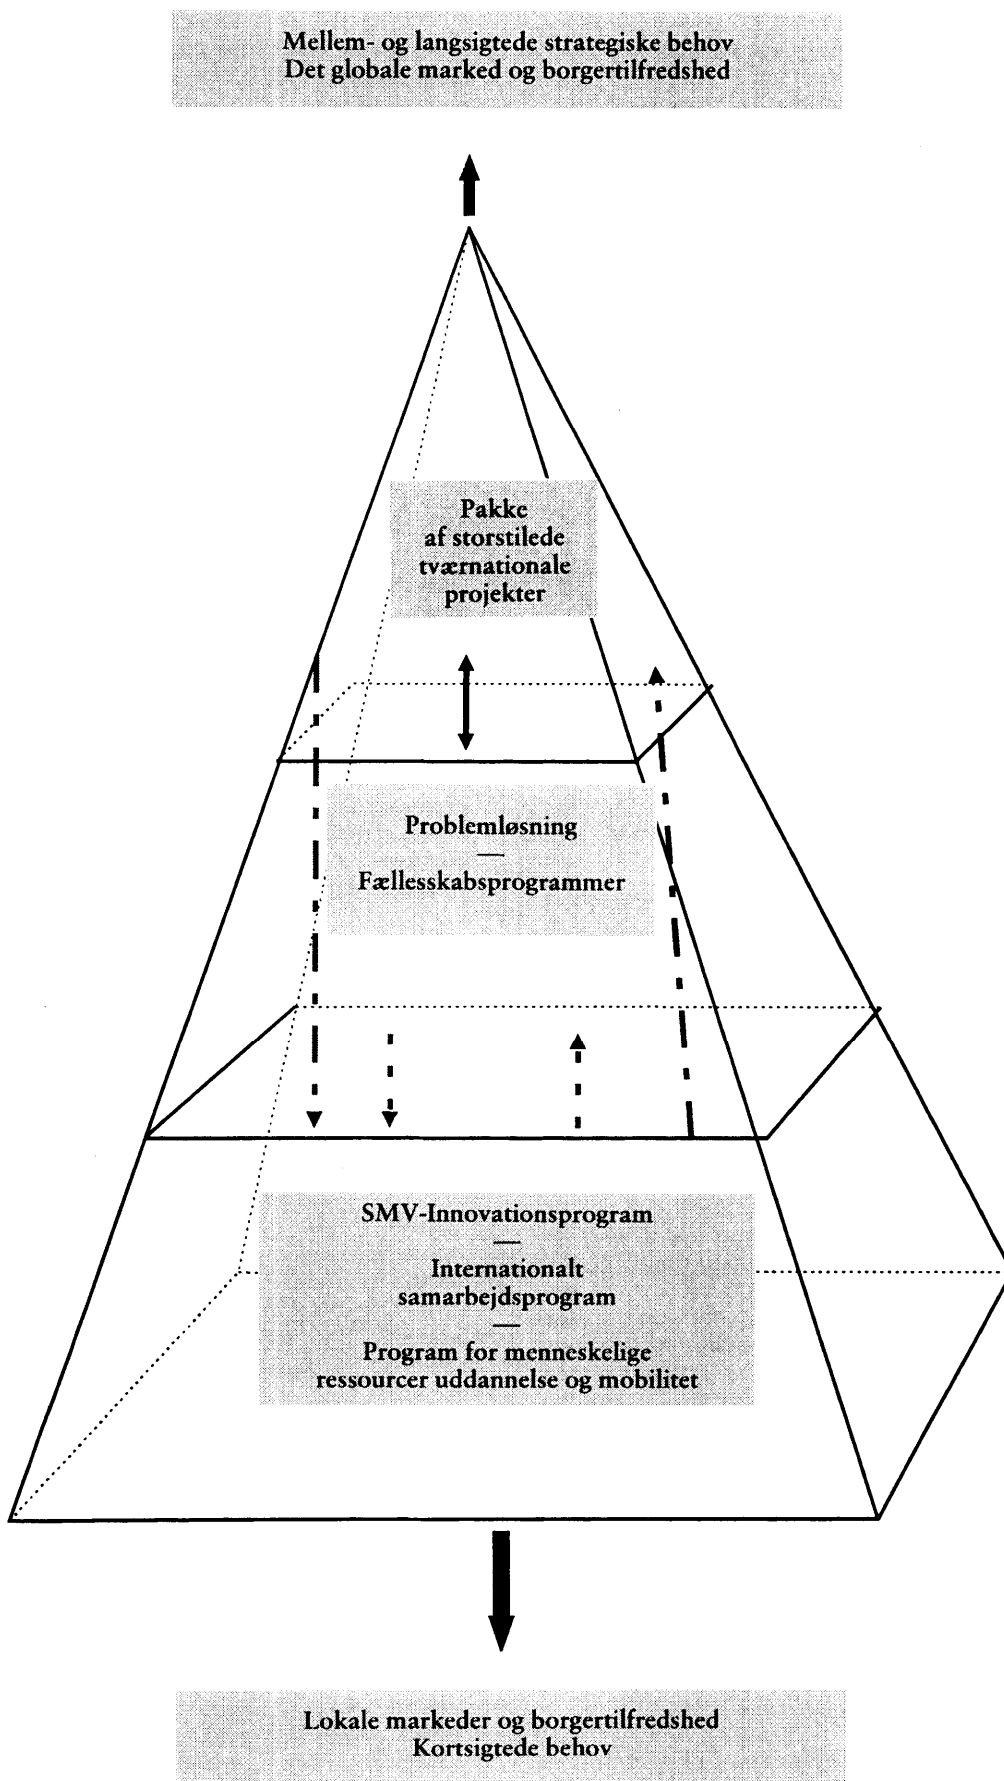 Mellem- og langsigtede strategiske behov
Det globale marked og borgertilfredshed
Pakke
af storstilede
tværnationale
projekter
Problemløsning
—
Fællesskabsprogrammer
SMV-Innovationsprogram
—
Internationalt
samarbejdsprogram
—
Program for menneskelige
ressourcer uddannelse og mobilitet
Lokale markeder og borgertilfredshed
Kortsigtede behov